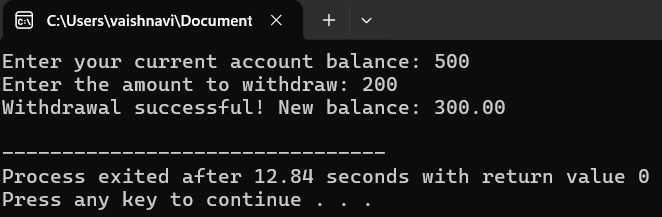 C:\Users\vaishnavi\Document
Enter your current account balance: 500
Enter the amount to withdraw: 200
Withdrawal successful! New balance: 300.00
--------------------------------
Process exited after 12.84 seconds with return value 0
Press any key to continue . . .